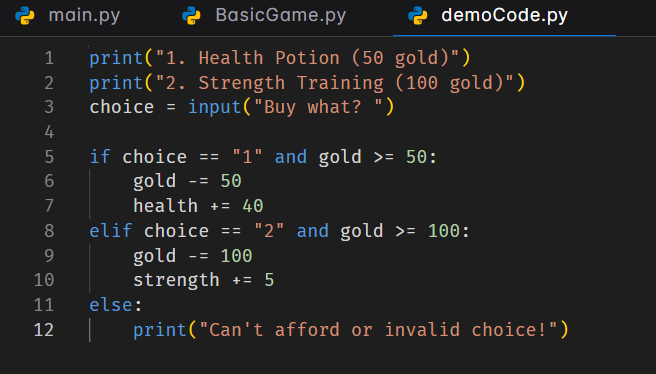 main.py BasicGame.py demoCode.py
1 print("1. Health Potion (50 gold)")
2 print("2. Strength Training (100 gold)")
3 choice = input("Buy what? ")
4
5 if choice == "1" and gold >= 50:
6     gold -= 50
7     health += 40
8 elif choice == "2" and gold >= 100:
9     gold -= 100
10     strength += 5
11 else:
12     print("Can't afford or invalid choice!")